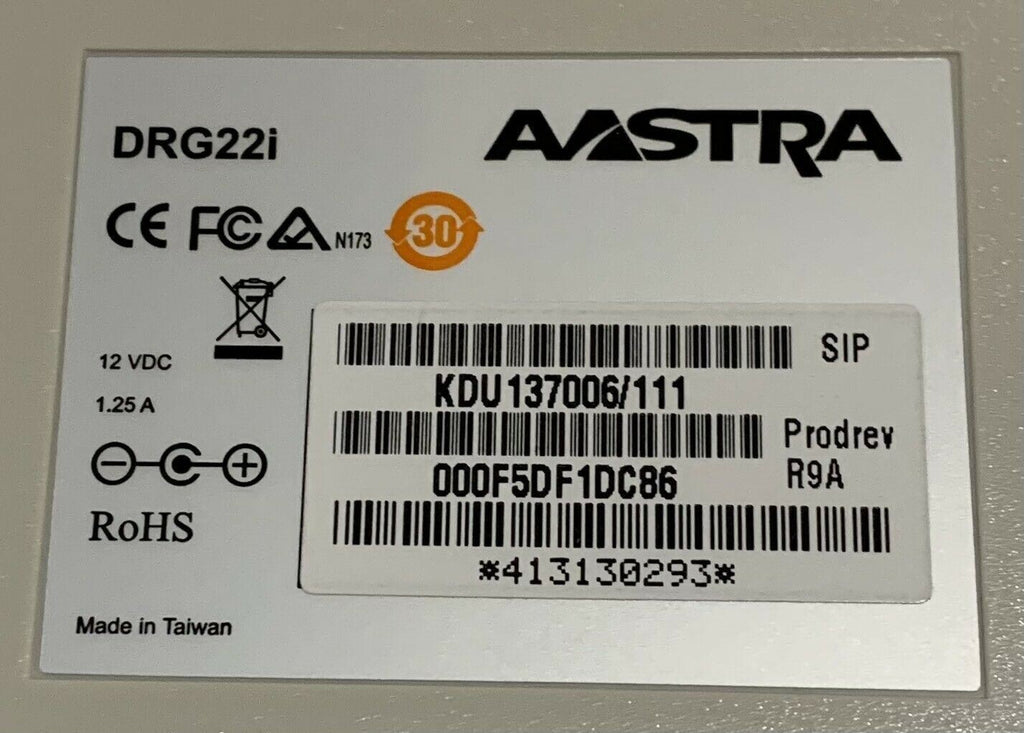 DRG22i
AASTRA
CE FC N173 30
12 VDC
1.25 A
RoHS
Made in Taiwan
SIP
KDU137006/111
Prodrev
R9A
000F5DF1DC86
*413130293*